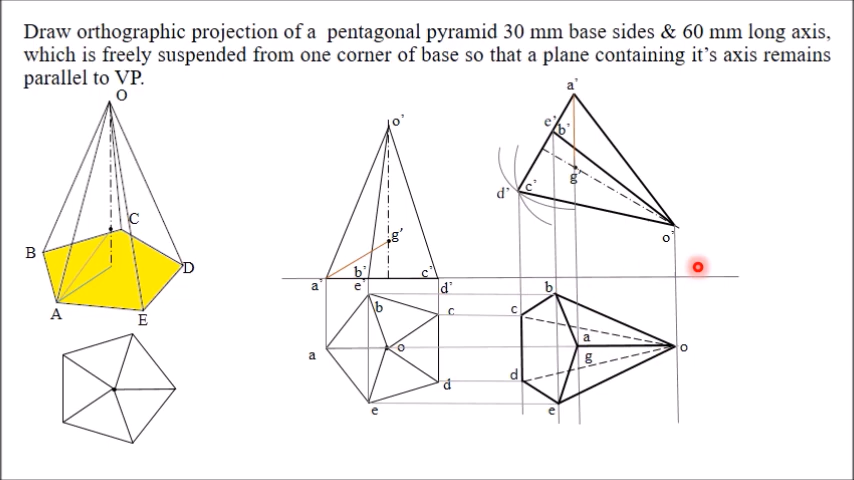 Draw orthographic projection of a pentagonal pyramid 30 mm base sides & 60 mm long axis,
which is freely suspended from one corner of base so that a plane containing it's axis remains
parallel to VP.
O
C
B
D
A
E
o'
g'
a'
b'
e'
c'
d'
b
c
a
o
d
e
a'
e'
b'
g'
d'
c'
o'
b
c
a
g
o
d
e